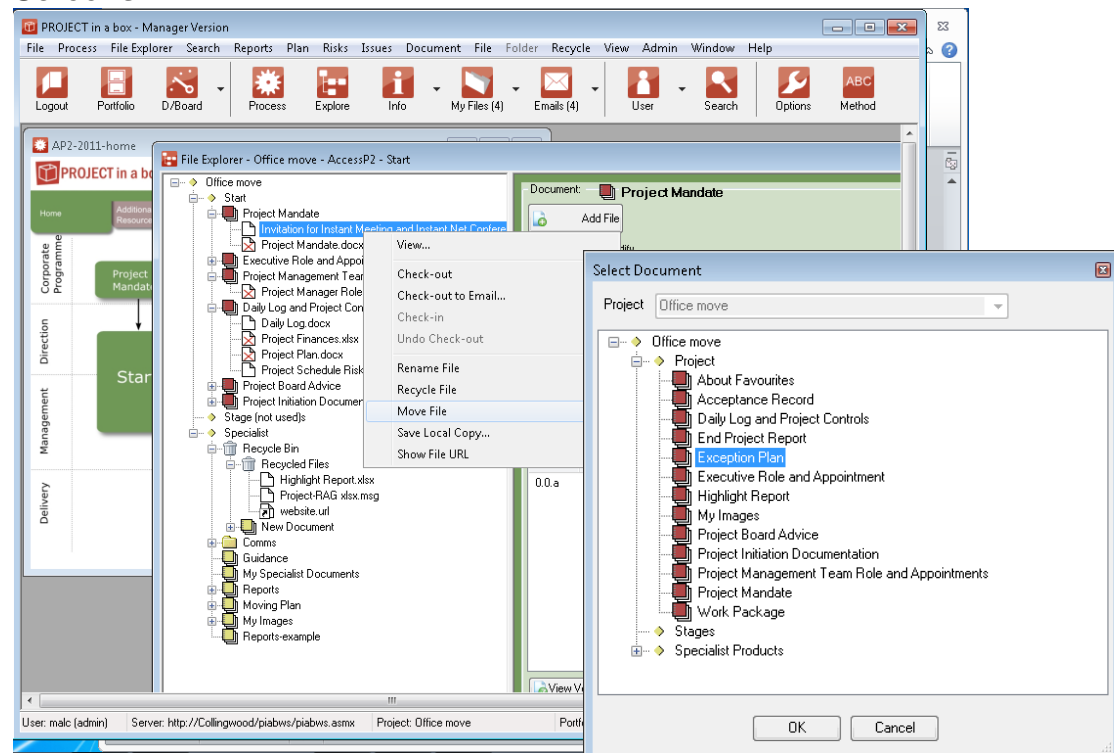 PROJECT in a box - Manager Version
File Process File Explorer Search Reports Plan Risks Issues Document File Folder Recycle View Admin Window Help
Logout Portfolio D/Board Process Explore Info My Files (4) Emails (4) User Search Options Method
ABC
AP2-2011-home
PROJECT in a bo
Home
Additiona
Resource
Corporate
Programme
Project
Mandat
Direction
Star
Management
Delivery
File Explorer - Office move - AccessP2 - Start
Office move
Start
Project Mandate
Invitation for Instant Meeting and Instant Net Confere
Project Mandate.docx
Executive Role and Appoi
Project Management Tear
Project Manager Role
Daily Log and Project Con
Daily Log.docx
Project Finances.xlsx
Project Plan.docx
Project Schedule Risk
Project Board Advice
Project Initiation Documer
Stage (not used)s
Specialist
Recycle Bin
Recycled Files
Highlight Report.xlsx
Project-RAG xlsx.msg
website.url
New Document
Comms
Guidance
My Specialist Documents
Reports
Moving Plan
My Images
Reports-example
Document: Project Mandate
Add File
View...
Check-out
Check-out to Email...
Check-in
Undo Check-out
Rename File
Recycle File
Move File
Save Local Copy...
Show File URL
0.0.a
View V
Select Document
Project Office move
Office move
Project
About Favourites
Acceptance Record
Daily Log and Project Controls
End Project Report
Exception Plan
Executive Role and Appointment
Highlight Report
My Images
Project Board Advice
Project Initiation Documentation
Project Management Team Role and Appointments
Project Mandate
Work Package
Stages
Specialist Products
OK Cancel
User: malc (admin) Server: http://Collingwood/piabws/piabws.asmx Project: Office move Portf